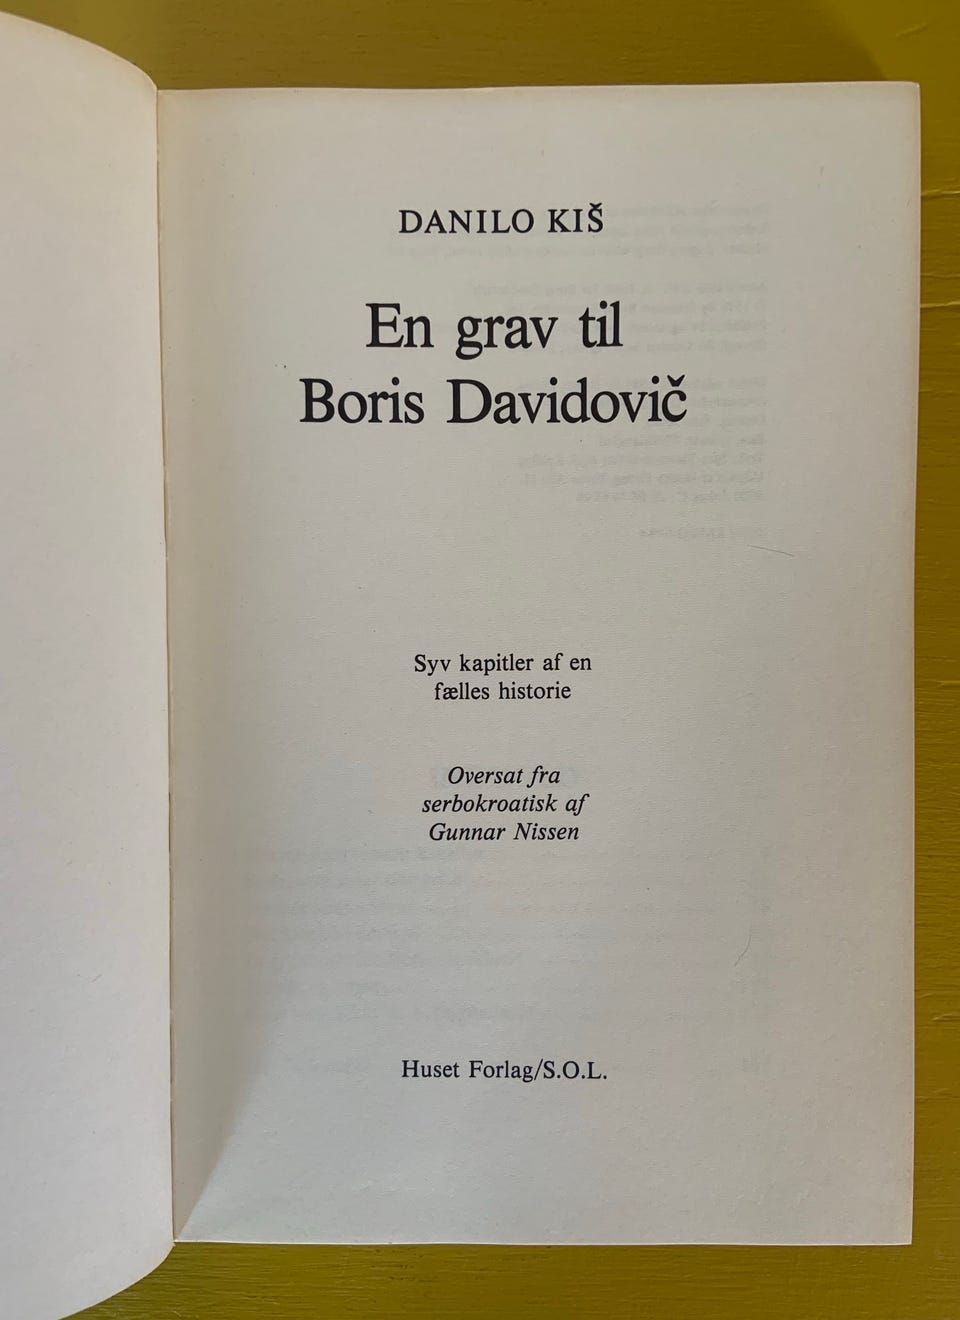 DANILO KIŠ
En grav til
Boris Davidovič
Syv kapitler af en
fælles historie
Oversat fra
serbokroatisk af
Gunnar Nissen
Huset Forlag/S.O.L.